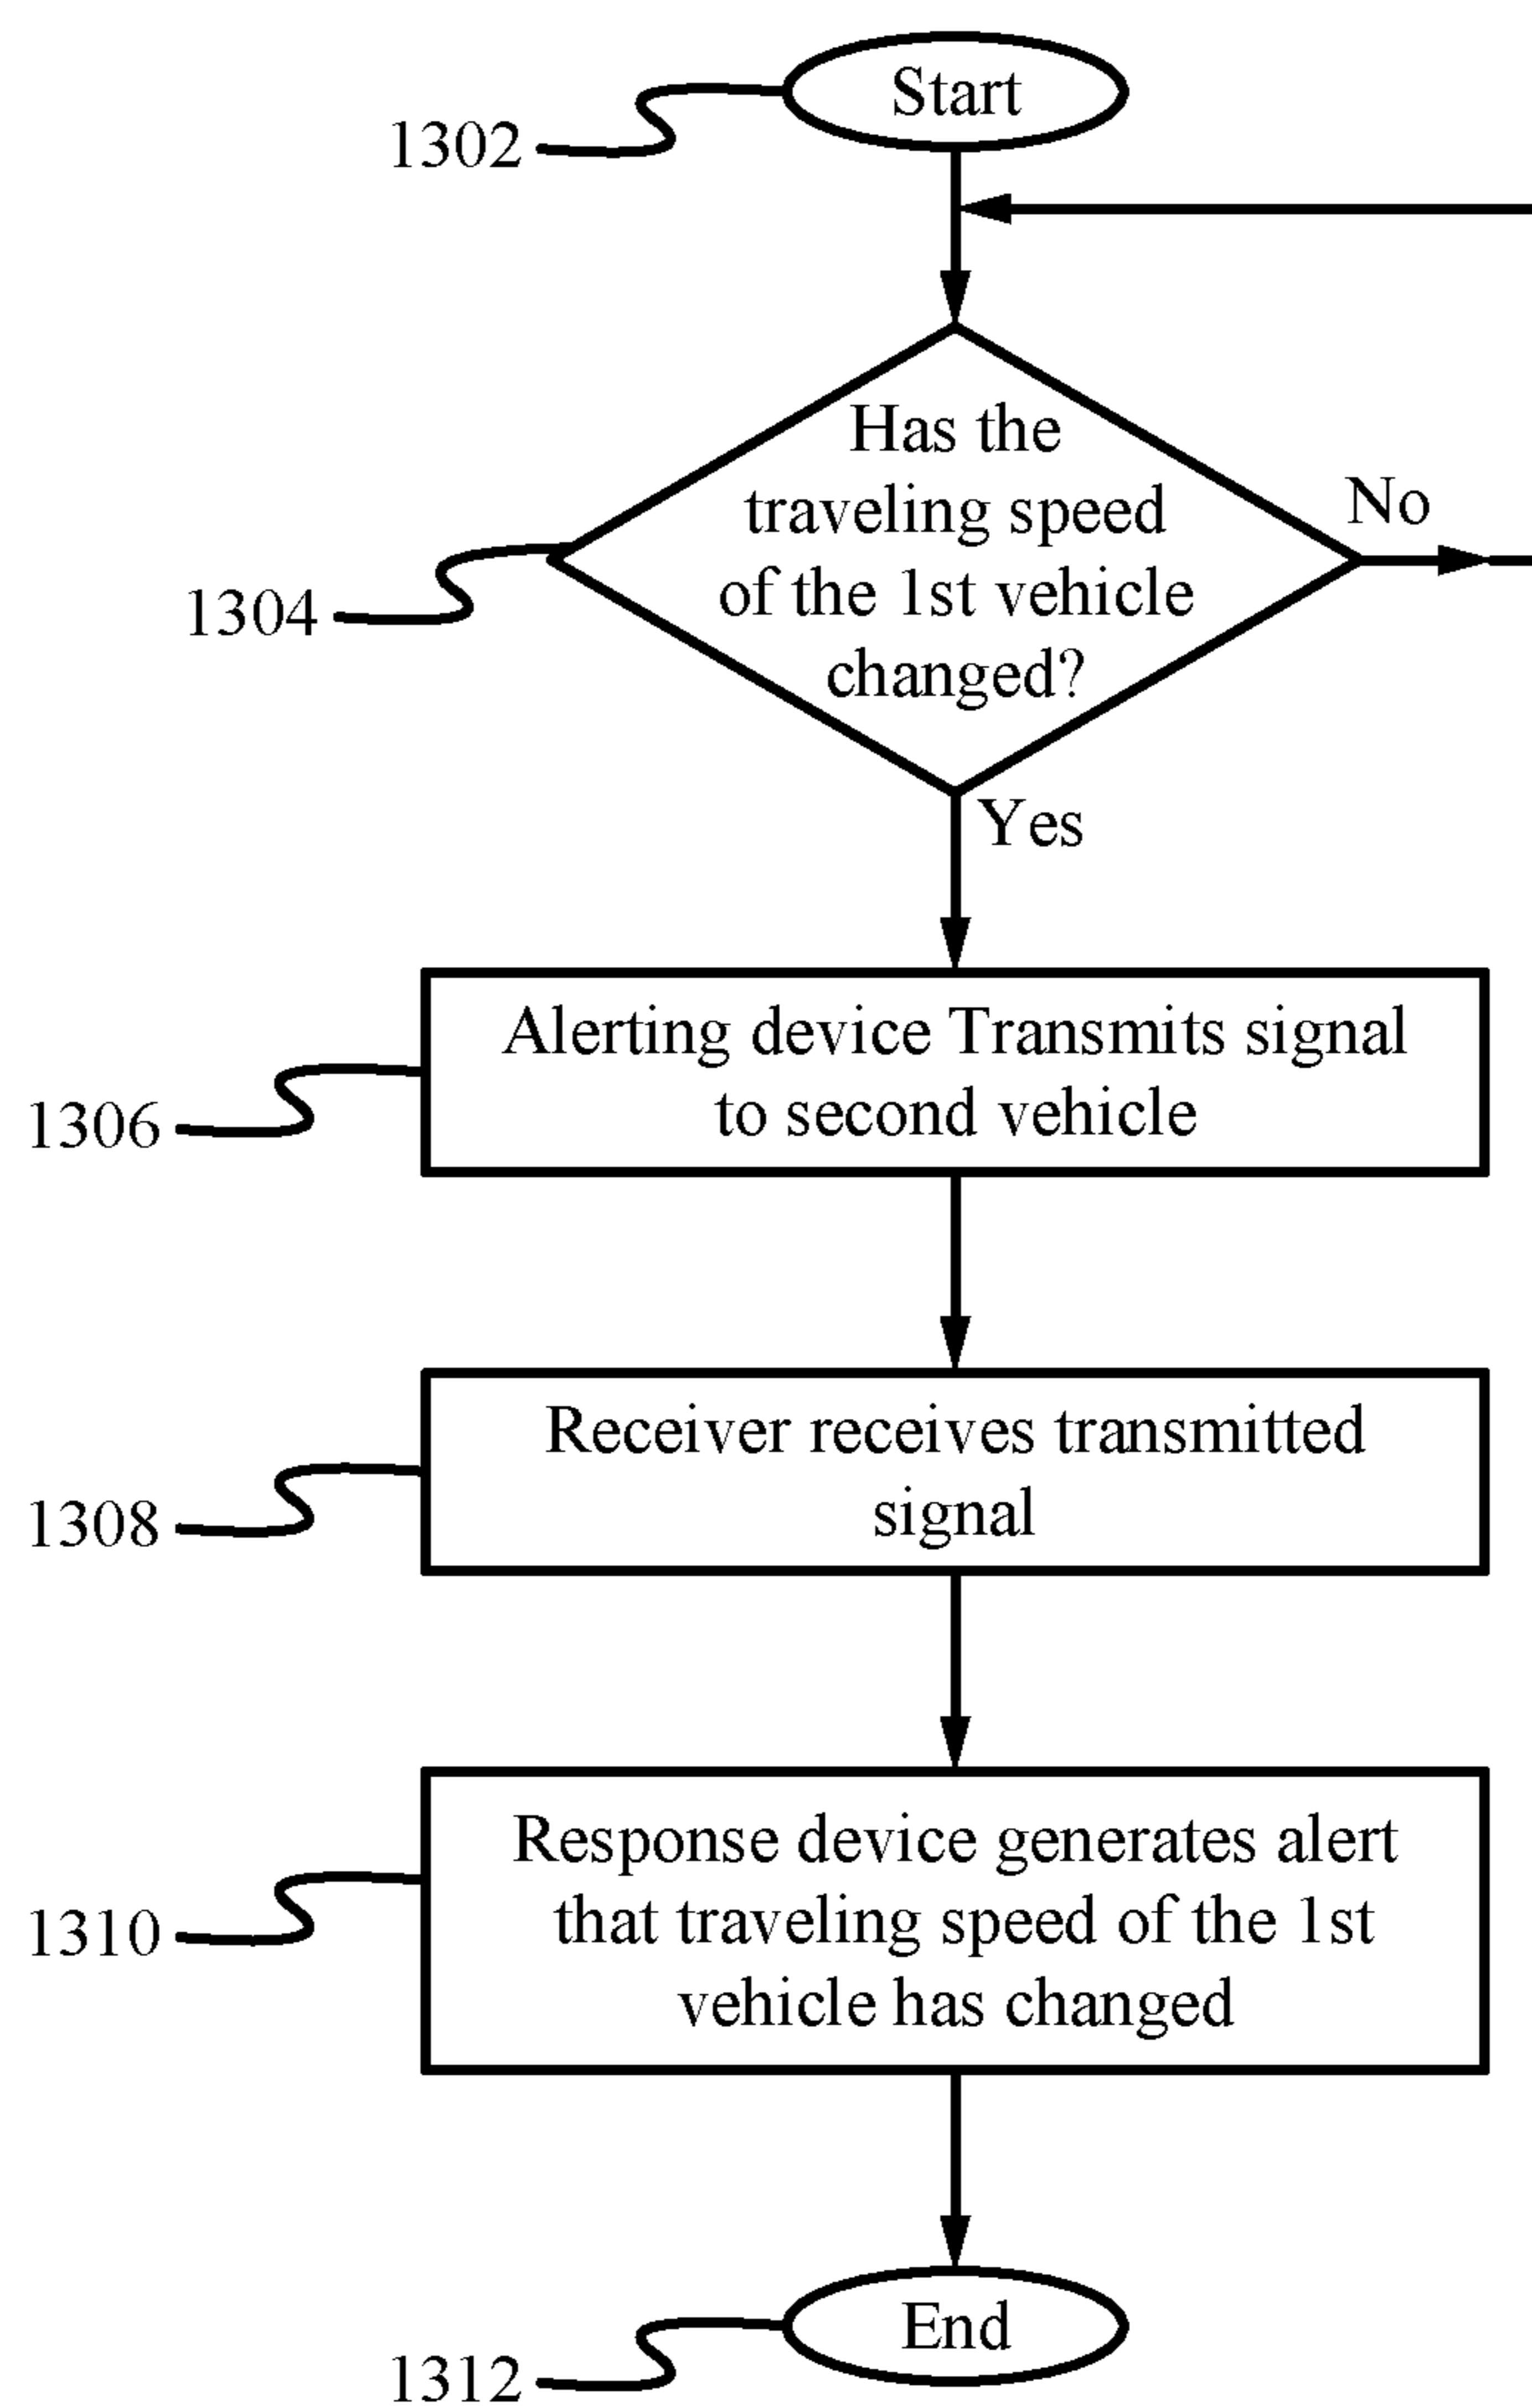 Start
1302
Has the
traveling speed
of the 1st vehicle
changed?
No
1304
Yes
Alerting device Transmits signal
to second vehicle
1306
Receiver receives transmitted
signal
1308
Response device generates alert
that traveling speed of the 1st
vehicle has changed
1310
End
1312